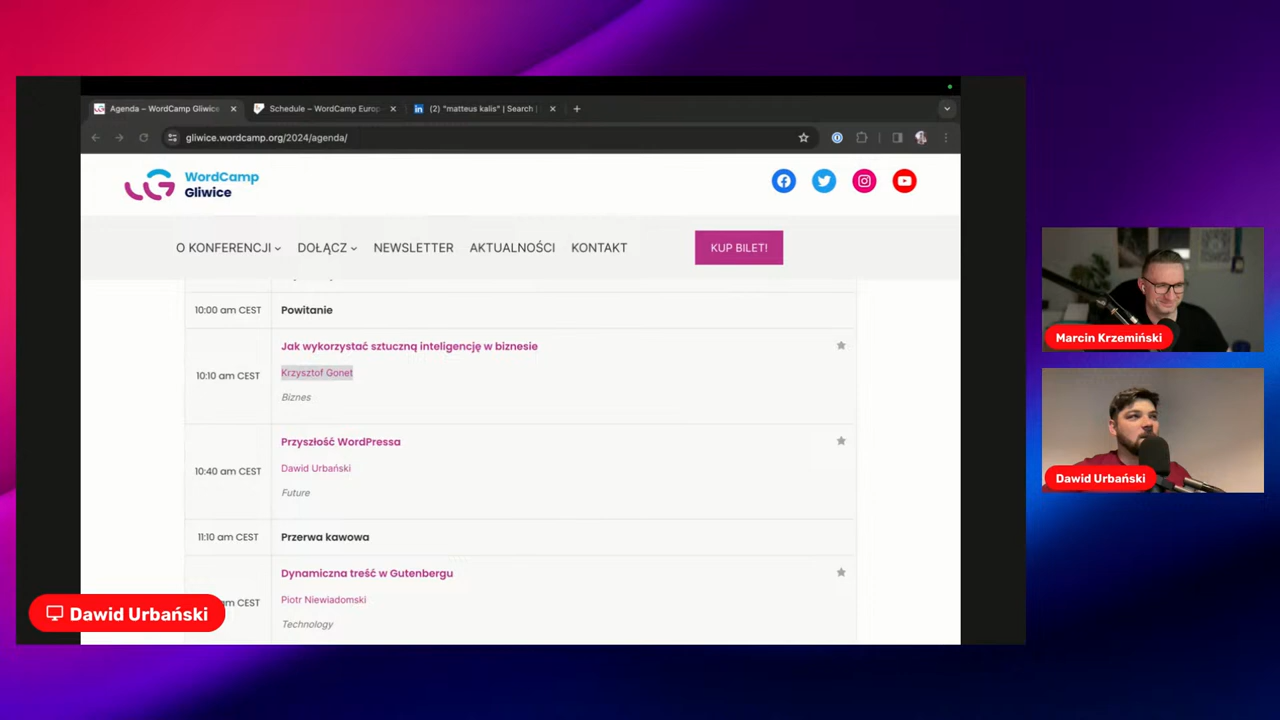 Agenda – WordCamp Gliwice
Schedule – WordCamp Europ
(2) "matteus kalis" | Search |
gliwice.wordcamp.org/2024/agenda/
WordCamp
Gliwice
O KONFERENCJI
DOŁĄCZ
NEWSLETTER
AKTUALNOŚCI
KONTAKT
KUP BILET!
10:00 am CEST
Powitanie
10:10 am CEST
Jak wykorzystać sztuczną inteligencję w biznesie
Krzysztof Gonet
Biznes
10:40 am CEST
Przyszłość WordPressa
Dawid Urbański
Future
11:10 am CEST
Przerwa kawowa
am CEST
Dynamiczna treść w Gutenbergu
Piotr Niewiadomski
Technology
Dawid Urbański
Marcin Krzemiński
Dawid Urbański